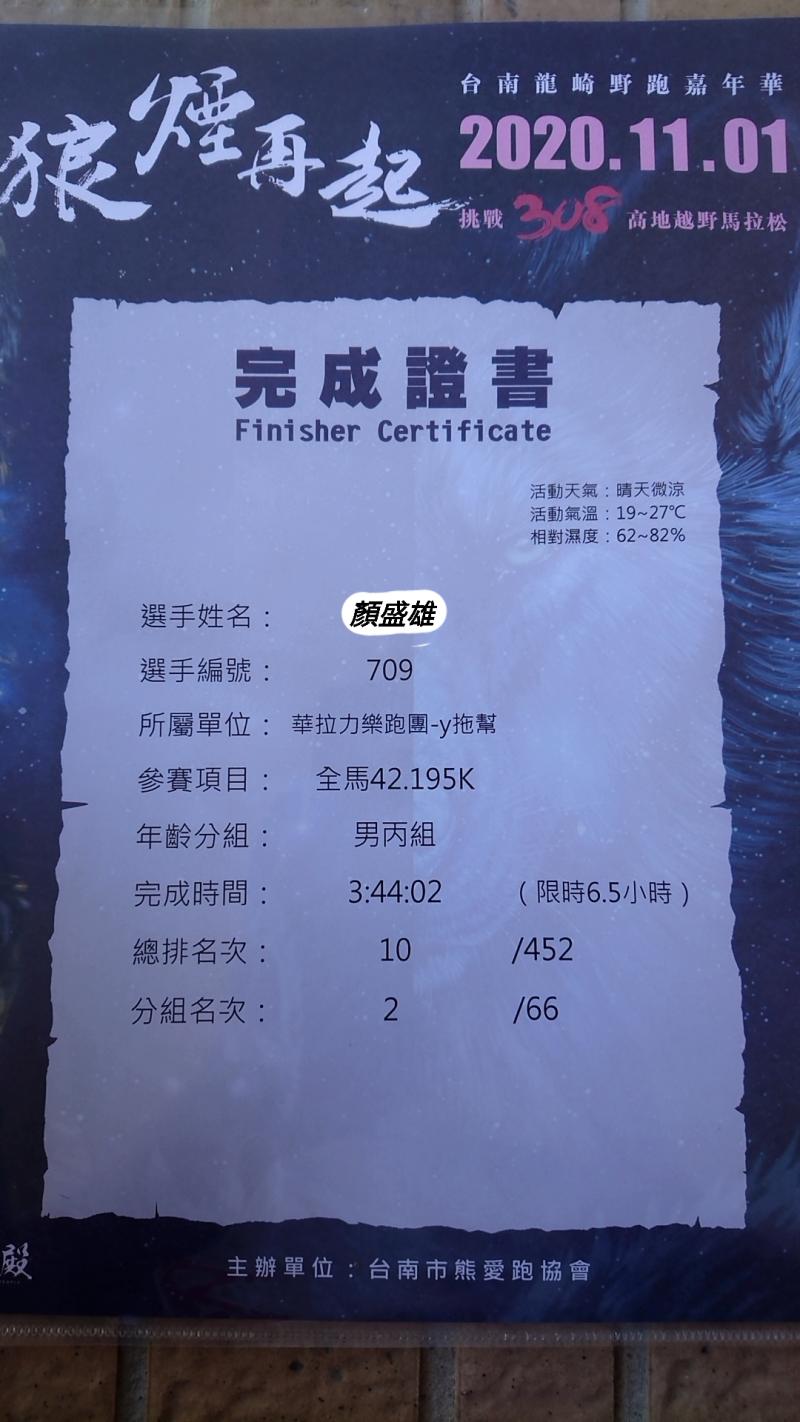 狼煙再起
台南龍崎野跑嘉年華
2020.11.01
挑戰 308 高地越野馬拉松
完成證書
Finisher Certificate
活動天氣：晴天微涼
活動氣溫：19~27℃
相對濕度：62~82%
選手姓名： 顏盛雄
選手編號： 709
所屬單位： 華拉力樂跑團-y拖幫
參賽項目： 全馬42.195K
年齡分組： 男丙組
完成時間： 3:44:02 （限時6.5小時）
總排名次： 10 /452
分組名次： 2 /66
殿
主辦單位：台南市熊愛跑協會